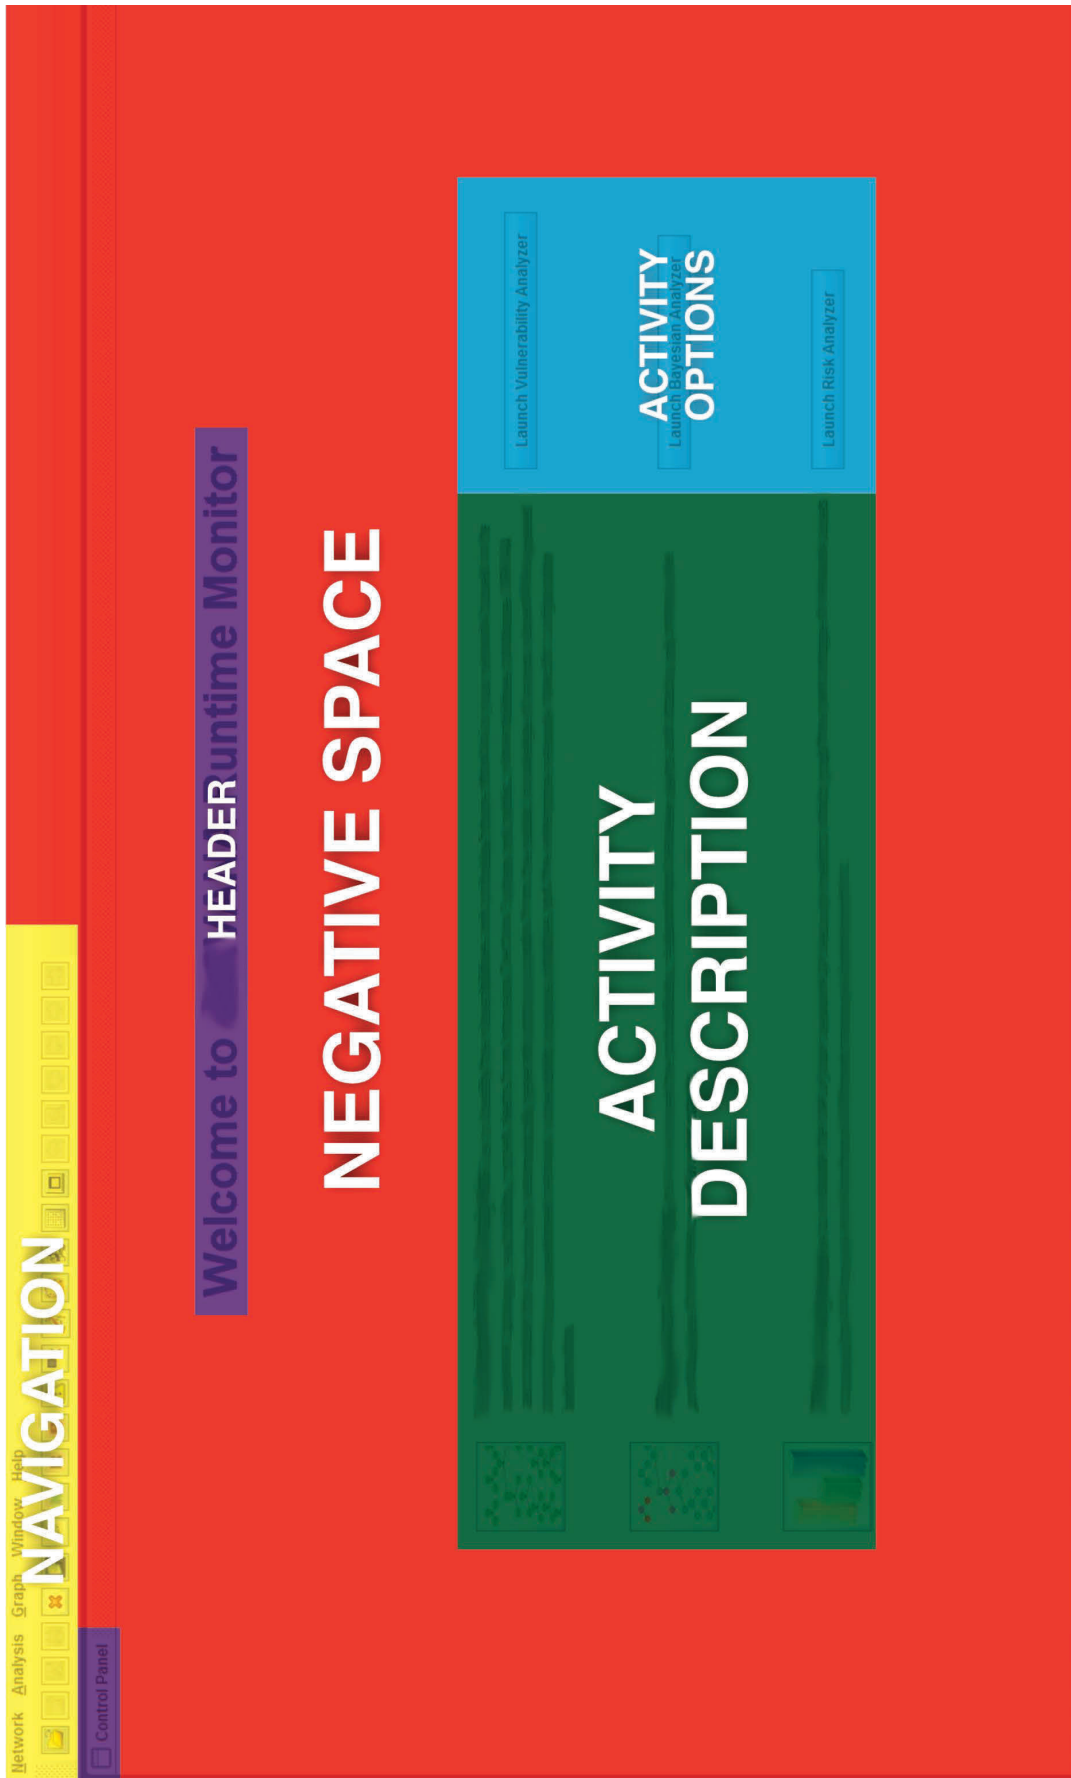 Network Analysis Graph Window Help
NAVIGATION
Control Panel
Welcome to Runtime Monitor
HEADER
NEGATIVE SPACE
Launch Vulnerability Analyzer
Launch Bayesian Analyzer
ACTIVITY
OPTIONS
ACTIVITY
DESCRIPTION
Launch Risk Analyzer